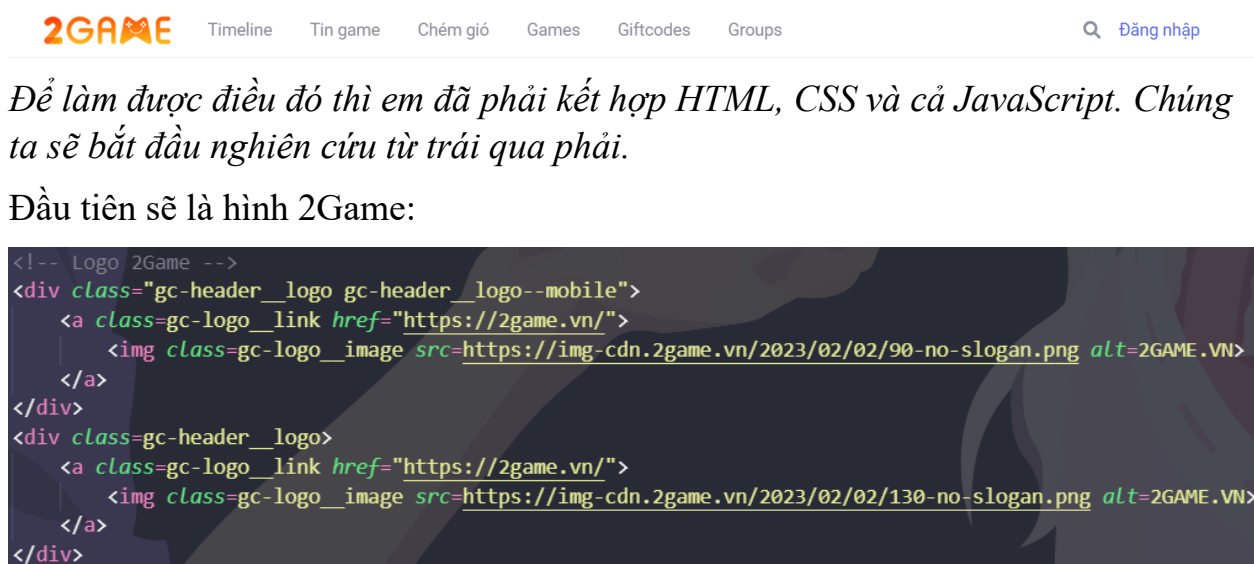 2GAME Timeline Tin game Chém gió Games Giftcodes Groups Đăng nhập
Để làm được điều đó thì em đã phải kết hợp HTML, CSS và cả JavaScript. Chúng
ta sẽ bắt đầu nghiên cứu từ trái qua phải.
Đầu tiên sẽ là hình 2Game:
<!-- Logo 2Game -->
<div class="gc-header__logo gc-header__logo--mobile">
    <a class=gc-logo__link href="https://2game.vn/">
        <img class=gc-logo__image src=https://img-cdn.2game.vn/2023/02/02/90-no-slogan.png alt=2GAME.VN>
    </a>
</div>
<div class=gc-header__logo>
    <a class=gc-logo__link href="https://2game.vn/">
        <img class=gc-logo__image src=https://img-cdn.2game.vn/2023/02/02/130-no-slogan.png alt=2GAME.VN>
    </a>
</div>